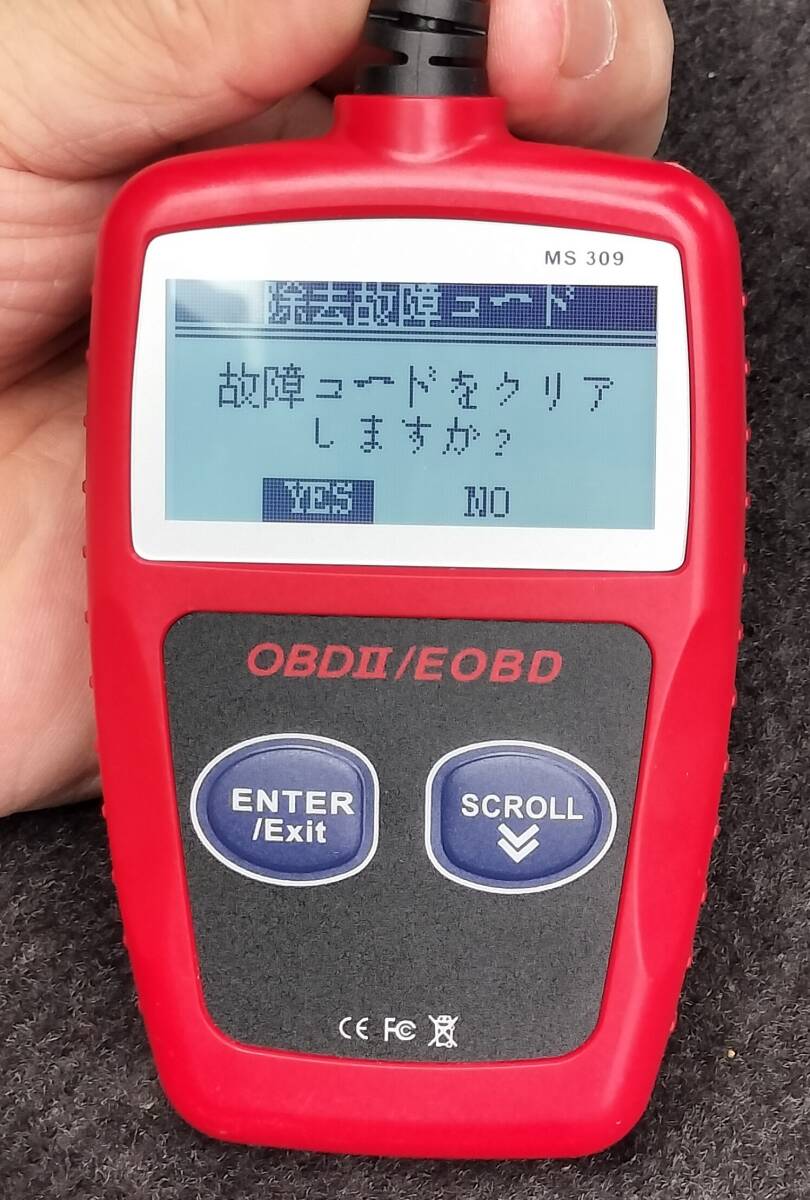 MS 309
除去故障コード
故障コードをクリア
しますか?
YES NO
OBDII/EOBD
ENTER
/Exit
SCROLL
CE FC